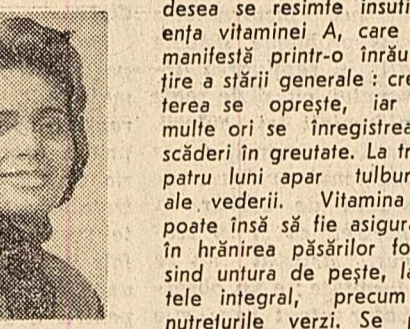 desea se resimte insufi
ența vitaminei A, care
manifestă printr-o înrău
țire a stării generale : cre
terea se oprește, iar
multe ori se înregistrea
scăderi în greutate. La tr
patru luni apar tulbur
ale vederii. Vitamina
poate însă să fie asigur
în hrănirea păsărilor fo
sind untura de pește, la
tele integral, precum
nutrețurile verzi. Se